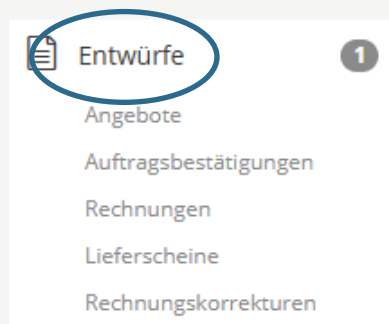 Entwürfe 1
Angebote
Auftragsbestätigungen
Rechnungen
Lieferscheine
Rechnungskorrekturen